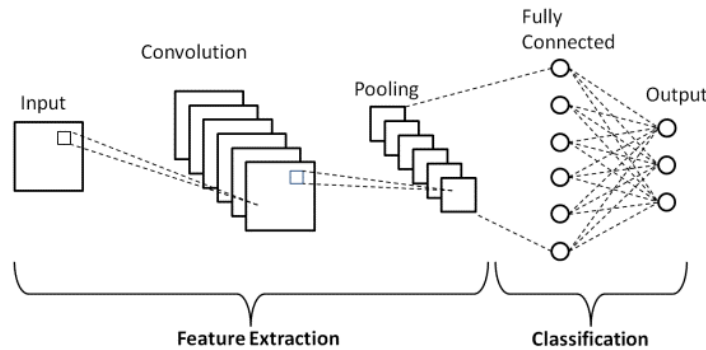 Input
Convolution
Pooling
Fully
Connected
Output
Feature Extraction
Classification